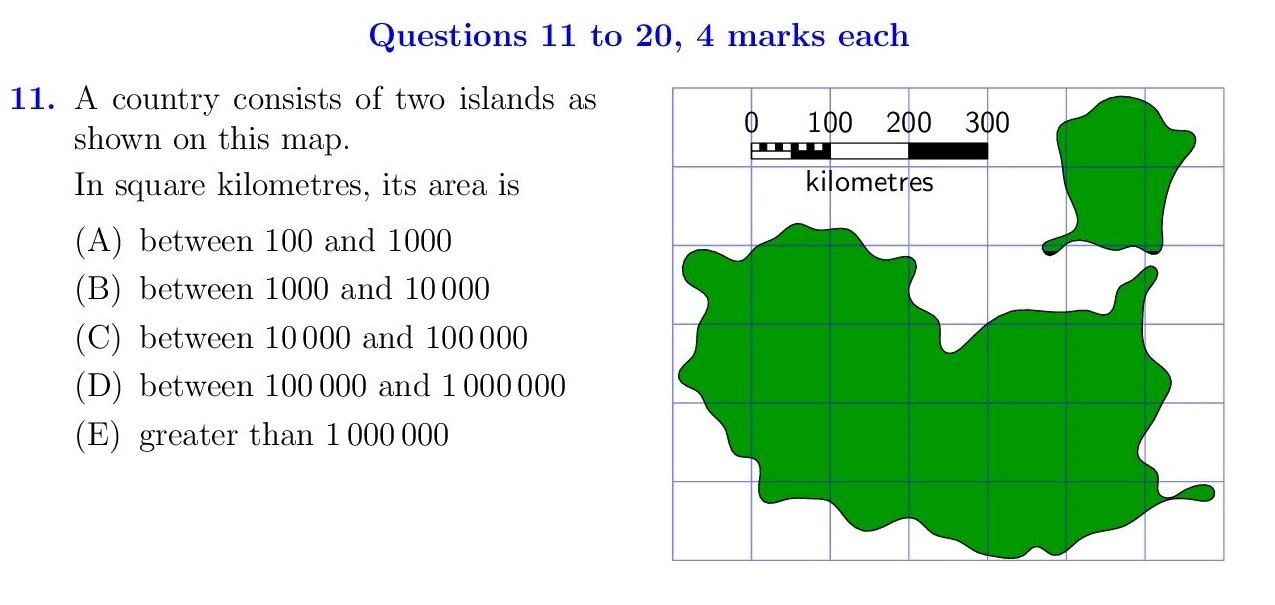 Questions 11 to 20, 4 marks each
11. A country consists of two islands as
shown on this map.
In square kilometres, its area is
(A) between 100 and 1000
(B) between 1000 and 10 000
(C) between 10 000 and 100 000
(D) between 100 000 and 1 000 000
(E) greater than 1 000 000
0 100 200 300
kilometres